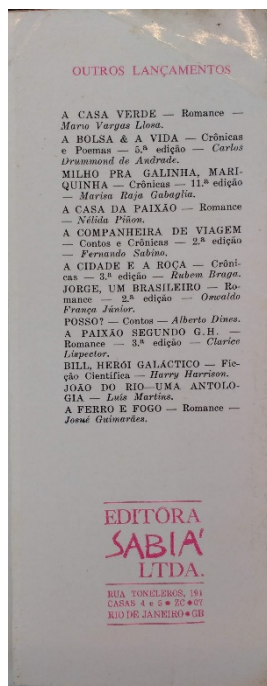 OUTROS LANÇAMENTOS
A CASA VERDE — Romance —
Mario Vargas Llosa.
A BOLSA & A VIDA — Crônicas
e Poemas — 5.ª edição — Carlos
Drummond de Andrade.
MILHO PRA GALINHA, MARI-
QUINHA — Crônicas — 11.ª edição
— Marisa Raja Gabaglia.
A CASA DA PAIXÃO — Romance
— Nélida Piñon.
A COMPANHEIRA DE VIAGEM
— Contos e Crônicas — 2.ª edição
— Fernando Sabino.
A CIDADE E A ROÇA — Crôni-
cas — 3.ª edição — Rubem Braga.
JORGE, UM BRASILEIRO — Ro-
mance — 2.ª edição — Oswaldo
França Júnior.
POSSO? — Contos — Alberto Dines.
A PAIXÃO SEGUNDO G.H. —
Romance — 3.ª edição — Clarice
Lispector.
BILL, HERÓI GALÁCTICO — Fic-
ção Científica — Harry Harrison.
JOÃO DO RIO—UMA ANTOLO-
GIA — Luís Martins.
A FERRO E FOGO — Romance —
Josué Guimarães.
EDITORA
SABIÁ
LTDA.
RUA TONELEROS, 191
CASAS 4 e 5 • ZC • 07
RIO DE JANEIRO • GB